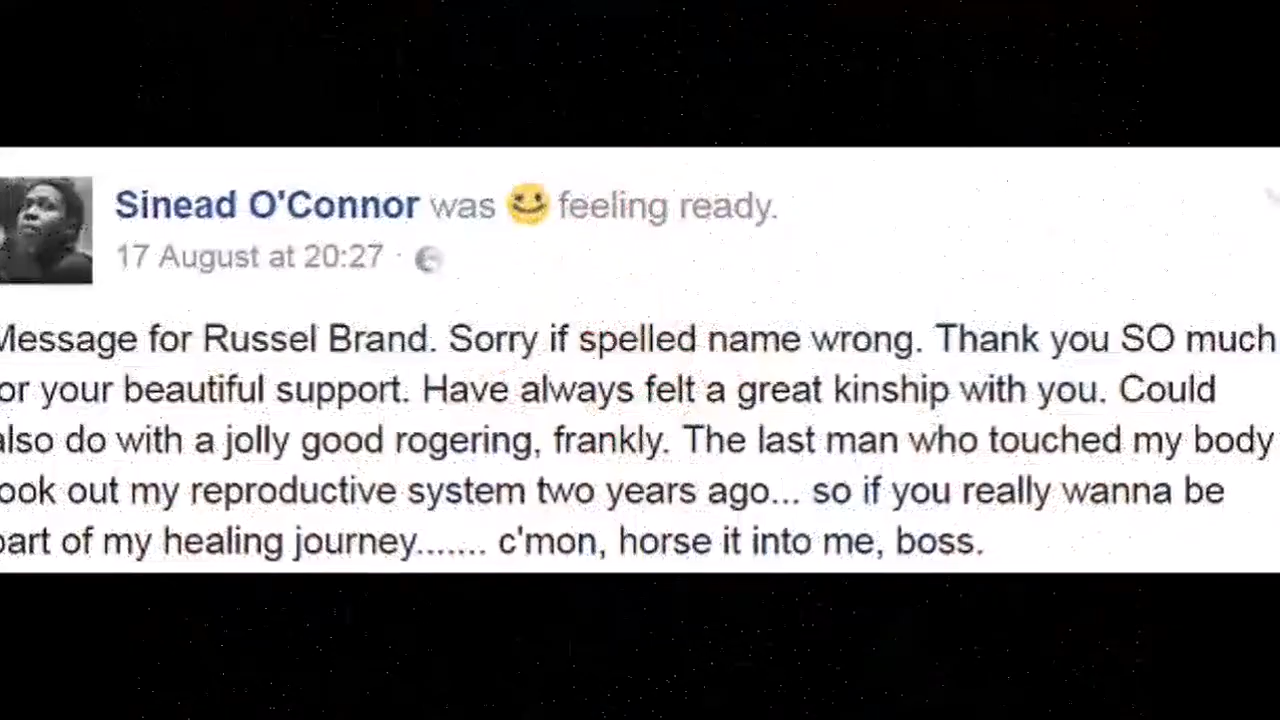 Sinead O'Connor was feeling ready.
17 August at 20:27 ·
Message for Russel Brand. Sorry if spelled name wrong. Thank you SO much
or your beautiful support. Have always felt a great kinship with you. Could
also do with a jolly good rogering, frankly. The last man who touched my body
ook out my reproductive system two years ago... so if you really wanna be
part of my healing journey....... c'mon, horse it into me, boss.